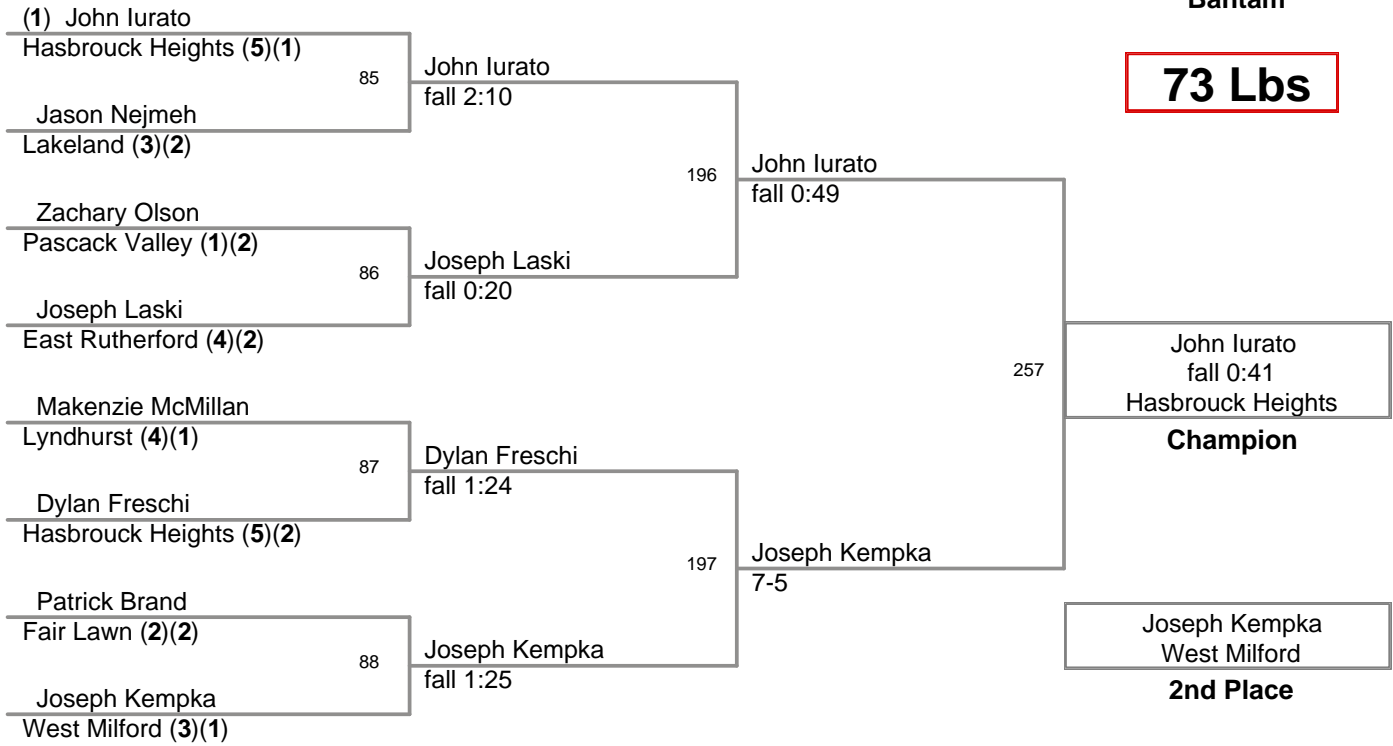 Bantam
73 Lbs
(1) John Iurato
Hasbrouck Heights (5)(1)
85
Jason Nejmeh
Lakeland (3)(2)
Zachary Olson
Pascack Valley (1)(2)
86
Joseph Laski
East Rutherford (4)(2)
Makenzie McMillan
Lyndhurst (4)(1)
87
Dylan Freschi
Hasbrouck Heights (5)(2)
Patrick Brand
Fair Lawn (2)(2)
88
Joseph Kempka
West Milford (3)(1)
John Iurato
fall 2:10
196
Joseph Laski
fall 0:20
Dylan Freschi
fall 1:24
197
Joseph Kempka
fall 1:25
John Iurato
fall 0:49
257
Joseph Kempka
7-5
John Iurato
fall 0:41
Hasbrouck Heights
Champion
Joseph Kempka
West Milford
2nd Place